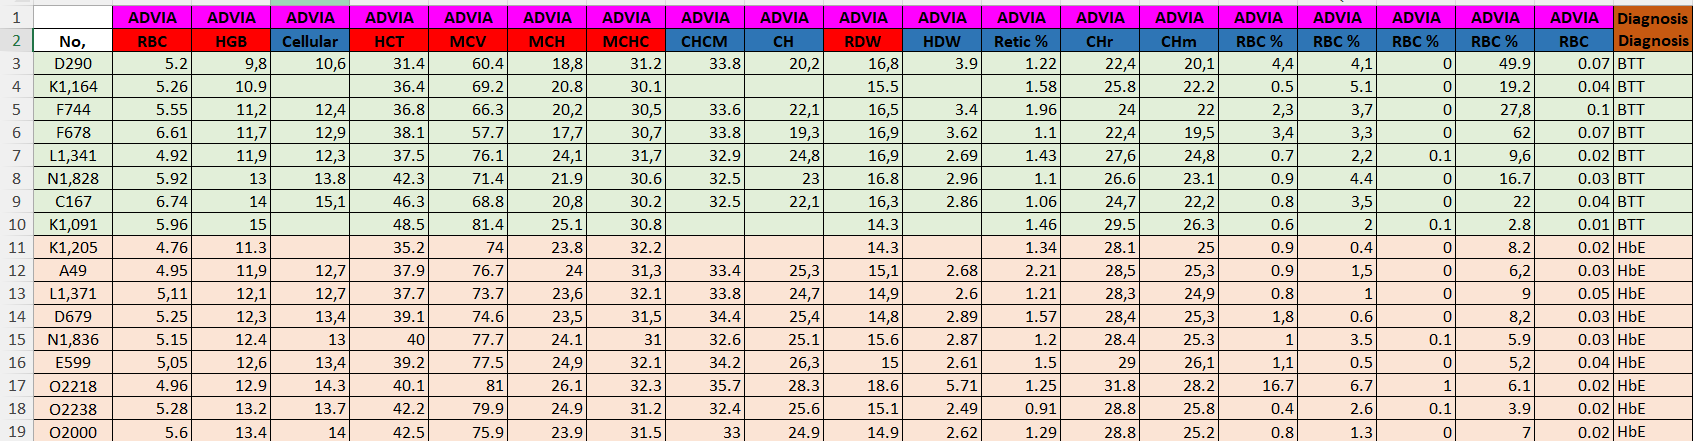 1 ADVIA ADVIA ADVIA ADVIA ADVIA ADVIA ADVIA ADVIA ADVIA ADVIA ADVIA ADVIA ADVIA ADVIA ADVIA ADVIA ADVIA ADVIA ADVIA Diagnosis
2 No, RBC HGB Cellular HCT MCV MCH MCHC CHCM CH RDW HDW Retic % CHr CHm RBC % RBC % RBC % RBC % RBC Diagnosis
3 D290 5.2 9,8 10,6 31.4 60.4 18,8 31.2 33.8 20,2 16,8 3.9 1.22 22,4 20,1 4,4 4,1 0 49.9 0.07 BTT
4 K1,164 5.26 10.9 36.4 69.2 20.8 30.1 15.5 1.58 25.8 22.2 0.5 5.1 0 19.2 0.04 BTT
5 F744 5.55 11,2 12,4 36.8 66.3 20,2 30,5 33.6 22,1 16,5 3.4 1.96 24 22 2,3 3,7 0 27,8 0.1 BTT
6 F678 6.61 11,7 12,9 38.1 57.7 17,7 30,7 33.8 19,3 16,9 3.62 1.1 22,4 19,5 3,4 3,3 0 62 0.07 BTT
7 L1,341 4.92 11,9 12,3 37.5 76.1 24,1 31,7 32.9 24,8 16,9 2.69 1.43 27,6 24,8 0.7 2,2 0.1 9,6 0.02 BTT
8 N1,828 5.92 13 13.8 42.3 71.4 21.9 30.6 32.5 23 16.8 2.96 1.1 26.6 23.1 0.9 4.4 0 16.7 0.03 BTT
9 C167 6.74 14 15,1 46.3 68.8 20,8 30.2 32.5 22,1 16,3 2.86 1.06 24,7 22,2 0.8 3,5 0 22 0.04 BTT
10 K1,091 5.96 15 48.5 81.4 25.1 30.8 14.3 1.46 29.5 26.3 0.6 2 0.1 2.8 0.01 BTT
11 K1,205 4.76 11.3 35.2 74 23.8 32.2 14.3 1.34 28.1 25 0.9 0.4 0 8.2 0.02 HbE
12 A49 4.95 11,9 12,7 37.9 76.7 24 31,3 33.4 25,3 15,1 2.68 2.21 28,5 25,3 0.9 1,5 0 6,2 0.03 HbE
13 L1,371 5,11 12,1 12,7 37.7 73.7 23,6 32.1 33.8 24,7 14,9 2.6 1.21 28,3 24,9 0.8 1 0 9 0.05 HbE
14 D679 5.25 12,3 13,4 39.1 74.6 23,5 31,5 34.4 25,4 14,8 2.89 1.57 28,4 25,3 1,8 0.6 0 8,2 0.03 HbE
15 N1,836 5.15 12.4 13 40 77.7 24.1 31 32.6 25.1 15.6 2.87 1.2 28.4 25.3 1 3.5 0.1 5.9 0.03 HbE
16 E599 5,05 12,6 13,4 39.2 77.5 24,9 32.1 34.2 26,3 15 2.61 1.5 29 26,1 1,1 0.5 0 5,2 0.04 HbE
17 O2218 4.96 12.9 14.3 40.1 81 26.1 32.3 35.7 28.3 18.6 5.71 1.25 31.8 28.2 16.7 6.7 1 6.1 0.02 HbE
18 O2238 5.28 13.2 13.7 42.2 79.9 24.9 31.2 32.4 25.6 15.1 2.49 0.91 28.8 25.8 0.4 2.6 0.1 3.9 0.02 HbE
19 O2000 5.6 13.4 14 42.5 75.9 23.9 31.5 33 24.9 14.9 2.62 1.29 28.8 25.2 0.8 1.3 0 7 0.02 HbE